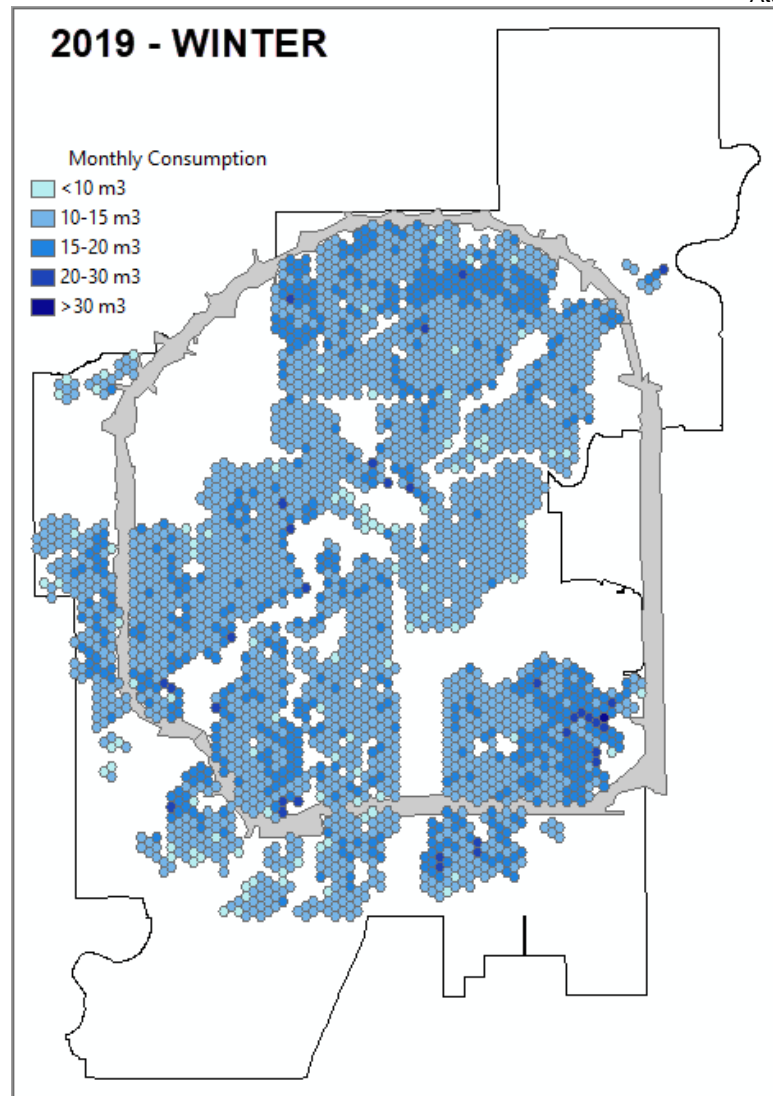 2019 - WINTER
Monthly Consumption
<10 m3
10-15 m3
15-20 m3
20-30 m3
>30 m3